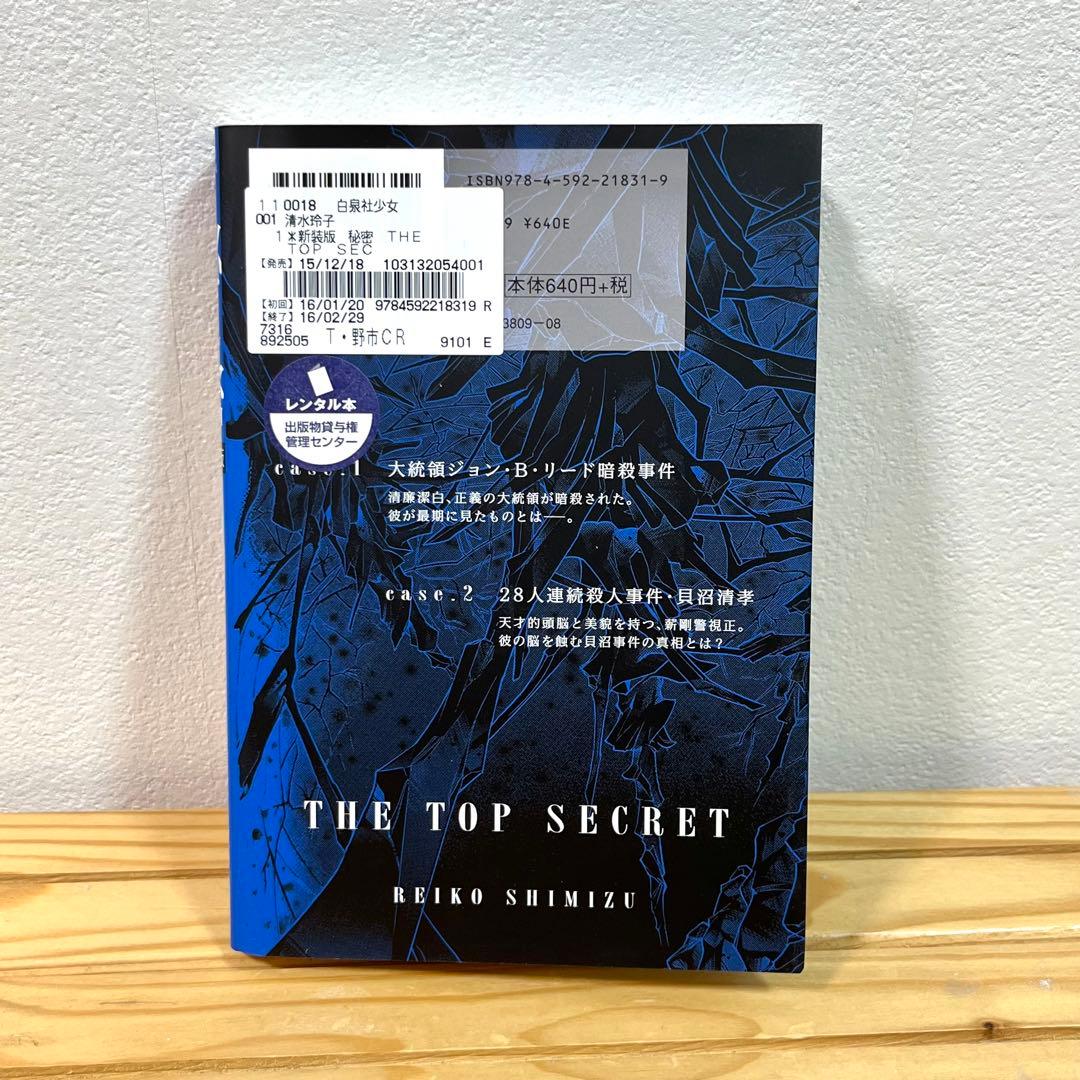 ISBN978-4-592-21831-9
9 ¥640E
本体640円+税
3809-08
110018 白泉社少女
001 清水玲子
1 *新装版 秘密 THE
TOP SEC
【発売】15/12/18 103132054001
【初回】16/01/20 9784592218319 R
【終了】16/02/29
7316
892505 T・野市CR 9101 E
レンタル本
出版物貸与権
管理センター
case.1 大統領ジョン・B・リード暗殺事件
清廉潔白、正義の大統領が暗殺された。
彼が最期に見たものとは――。
case.2 28人連続殺人事件・貝沼清孝
天才的頭脳と美貌を持つ、薪剛警視正。
彼の脳を蝕む貝沼事件の真相とは?
THE TOP SECRET
REIKO SHIMIZU